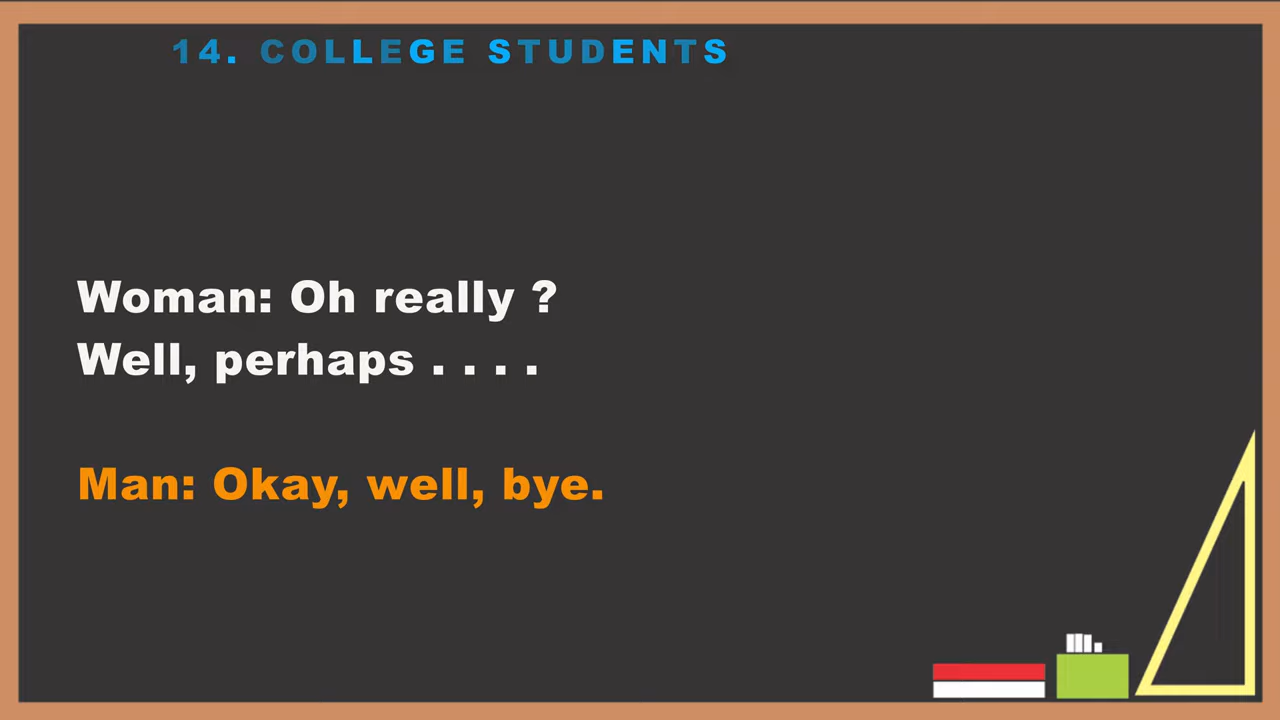 14. COLLEGE STUDENTS
Woman: Oh really ?
Well, perhaps . . . .
Man: Okay, well, bye.